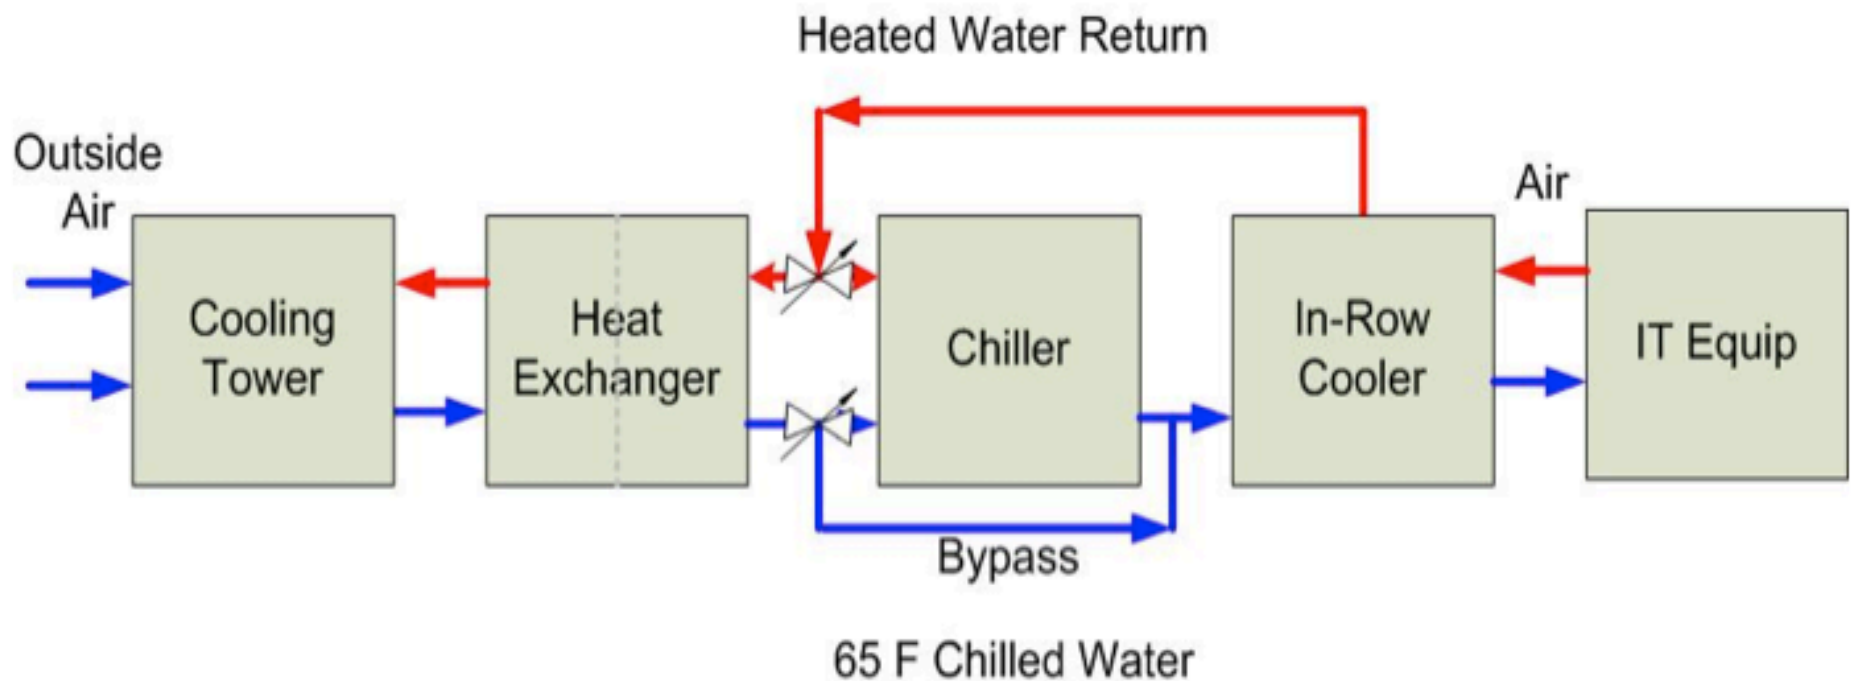 Heated Water Return
Outside
Air
Air
Cooling
Tower
Heat
Exchanger
Chiller
In-Row
Cooler
IT Equip
Bypass
65 F Chilled Water